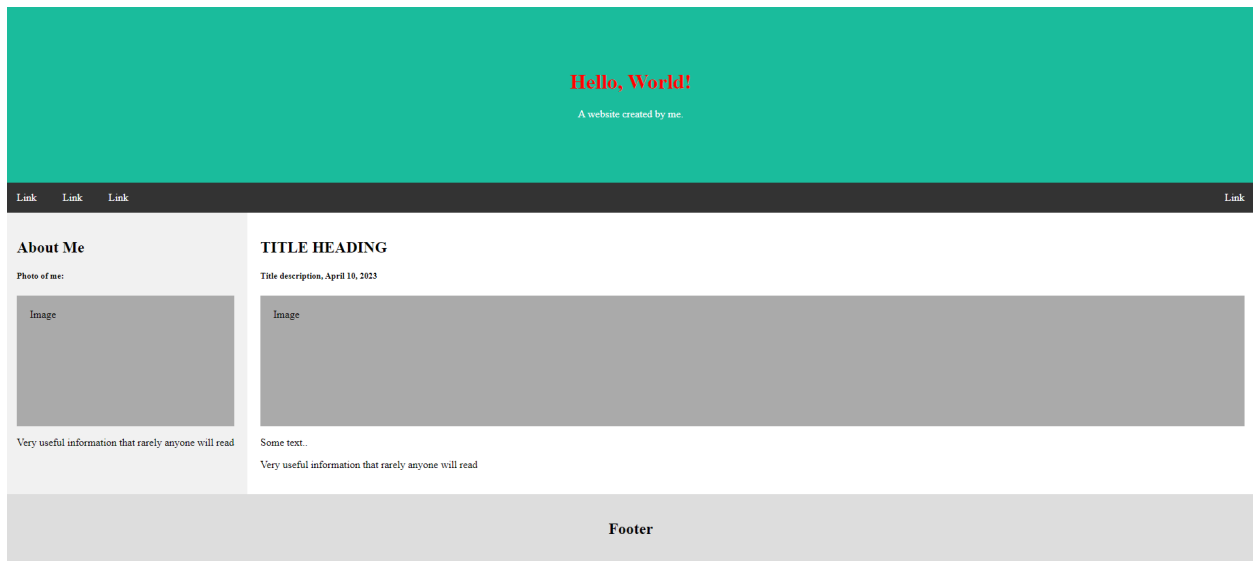 Hello, World!
A website created by me.
Link Link Link Link
About Me
Photo of me:
Image
Very useful information that rarely anyone will read
TITLE HEADING
Title description, April 10, 2023
Image
Some text..
Very useful information that rarely anyone will read
Footer